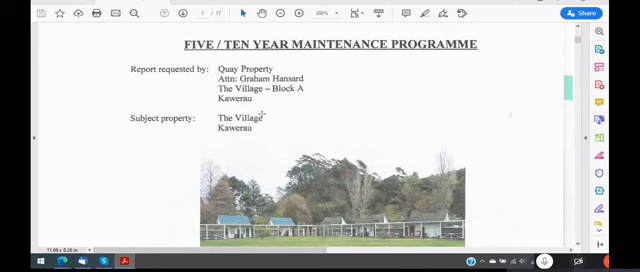 1 / 17
200%
Share
FIVE / TEN YEAR MAINTENANCE PROGRAMME
Report requested by: Quay Property
Attn: Graham Hansard
The Village – Block A
Kawerau
Subject property: The Village
Kawerau
11.69 x 8.26 in